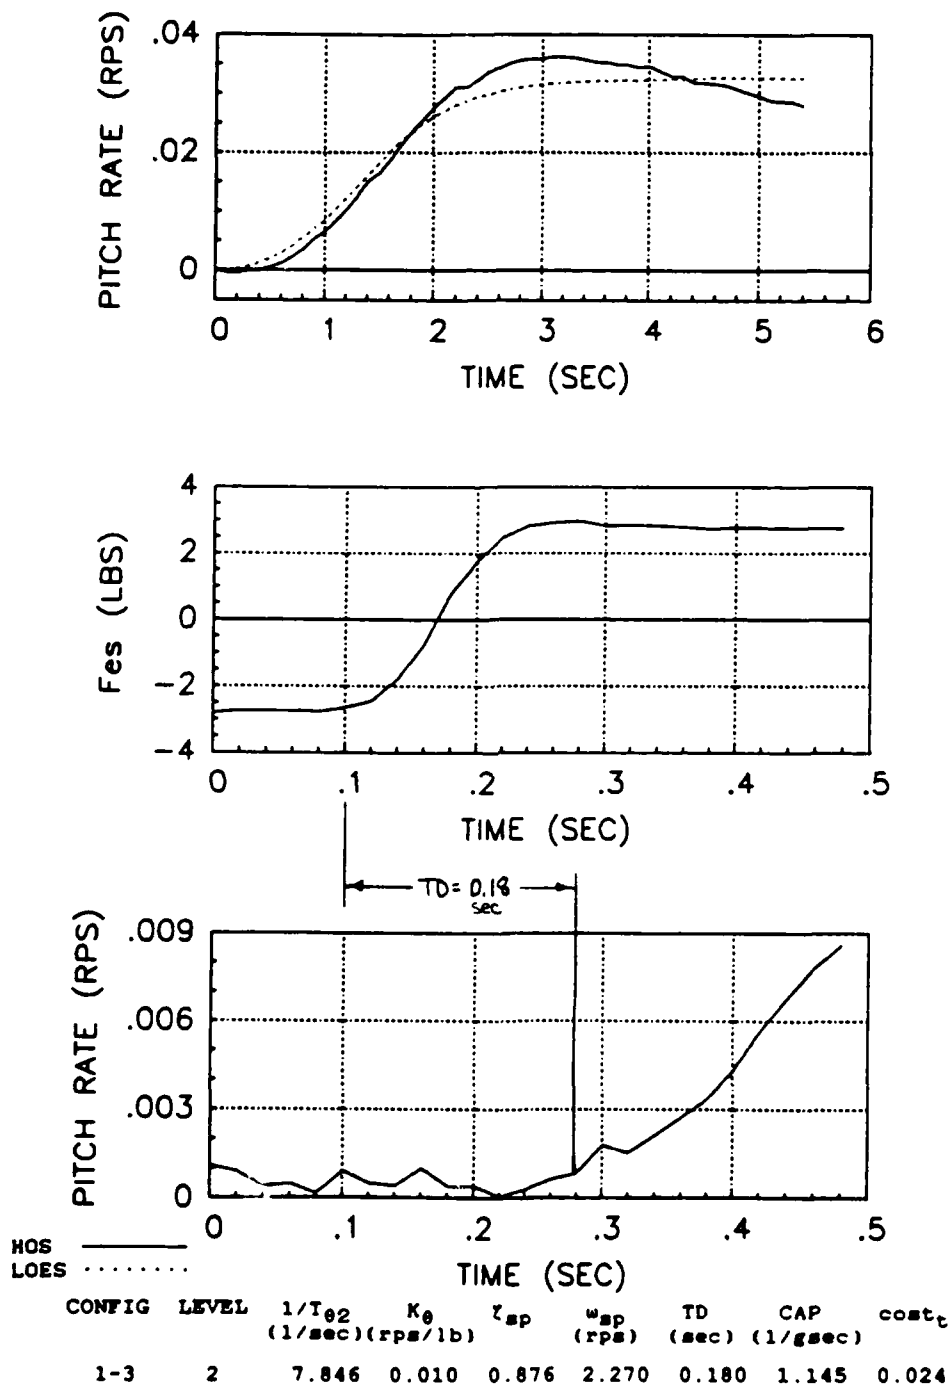 .04
.02
0
PITCH RATE (RPS)
0 1 2 3 4 5 6
TIME (SEC)
4
2
0
-2
-4
Fes (LBS)
0 .1 .2 .3 .4 .5
TIME (SEC)
TD= 0.18
sec
.009
.006
.003
0
PITCH RATE (RPS)
0 .1 .2 .3 .4 .5
TIME (SEC)
HOS
LOES
CONFIG LEVEL 1/Tθ2 Kθ ζsp ωsp TD CAP costt
(1/sec) (rps/lb) (rps) (sec) (1/gsec)
1-3 2 7.846 0.010 0.876 2.270 0.180 1.145 0.024